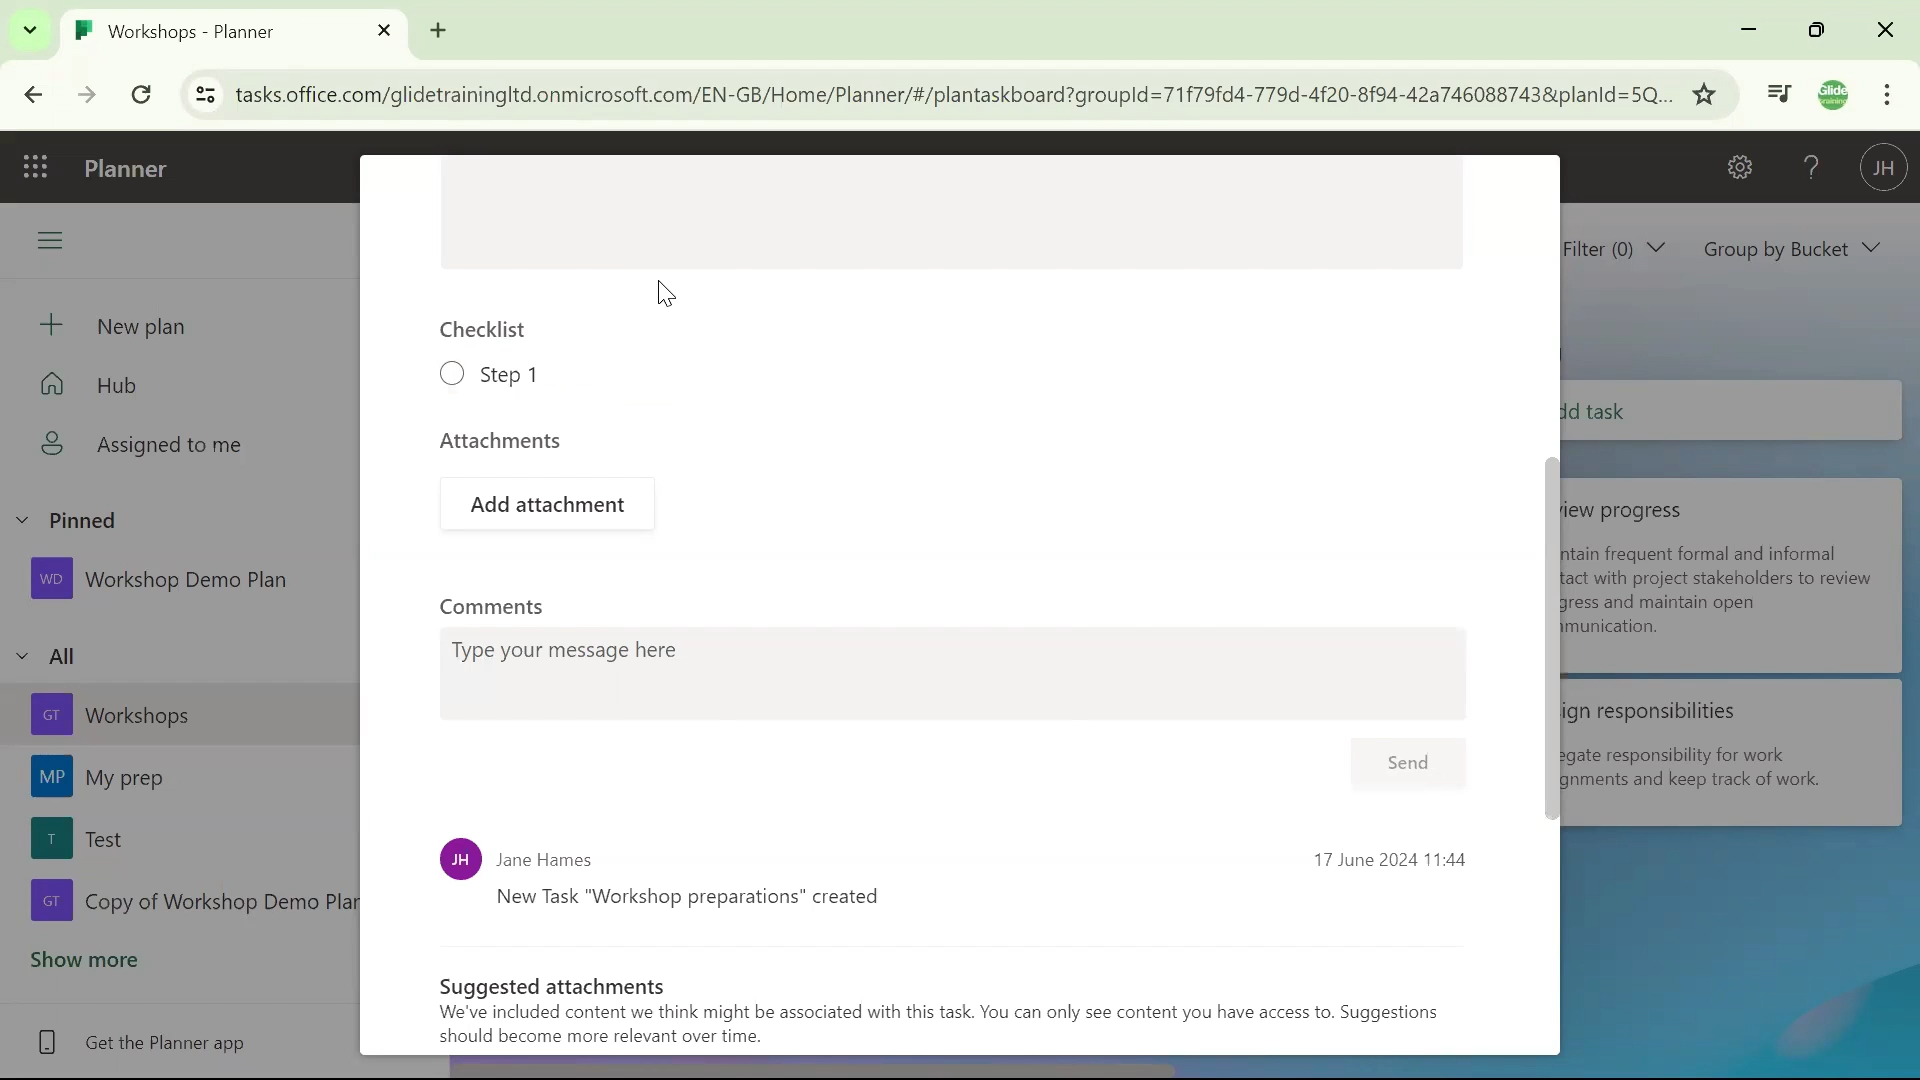 Workshops - Planner
tasks.office.com/glidetrainingltd.onmicrosoft.com/EN-GB/Home/Planner/#/plantaskboard?groupId=71f79fd4-779d-4f20-8f94-42a746088743&planId=5Q...
Glide
training
Planner
JH
Filter (0)
Group by Bucket
New plan
Hub
Assigned to me
Pinned
WD Workshop Demo Plan
All
GT Workshops
MP My prep
T Test
GT Copy of Workshop Demo Plan
Show more
Get the Planner app
Checklist
Step 1
Attachments
Add attachment
Comments
Type your message here
Send
JH Jane Hames 17 June 2024 11:44
New Task "Workshop preparations" created
Suggested attachments
We've included content we think might be associated with this task. You can only see content you have access to. Suggestions
should become more relevant over time.
dd task
iew progress
ntain frequent formal and informal
tact with project stakeholders to review
gress and maintain open
munication.
ign responsibilities
egate responsibility for work
gnments and keep track of work.